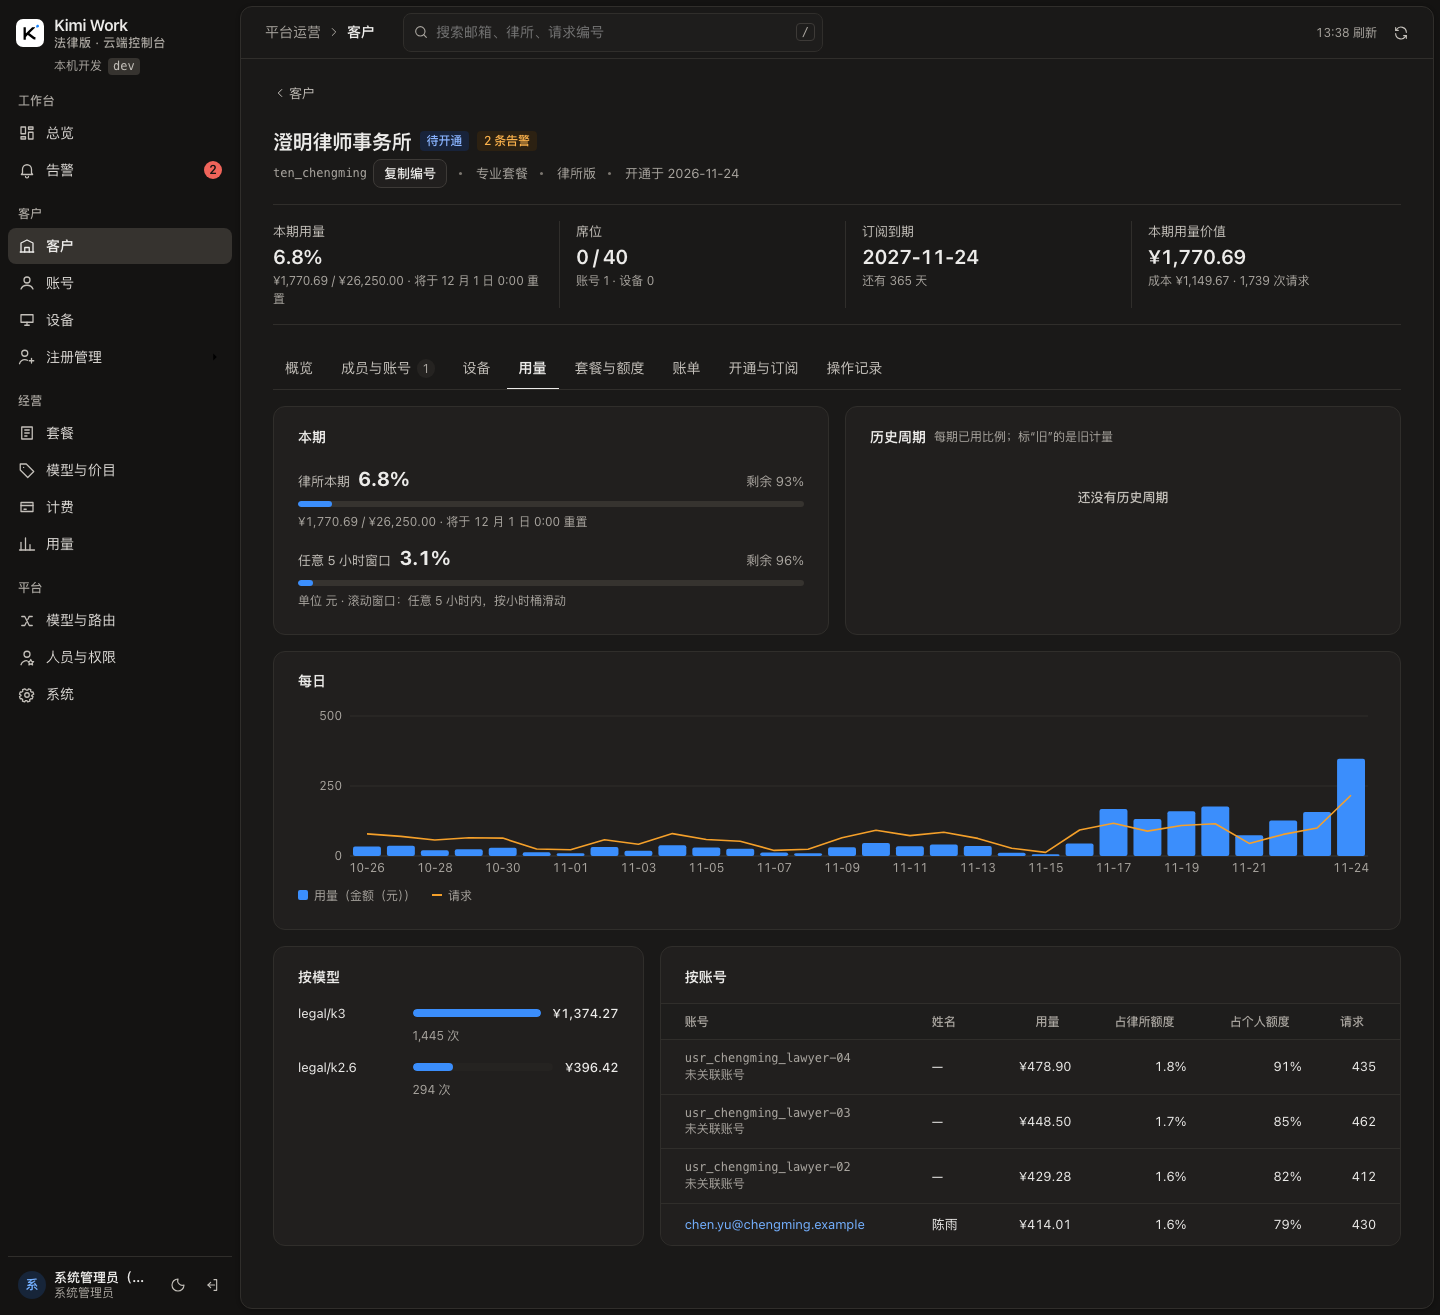 Kimi Work
法律版 · 云端控制台
本机开发 dev
工作台
总览
告警 2
客户
客户
账号
设备
注册管理
经营
套餐
模型与价目
计费
用量
平台
模型与路由
人员与权限
系统
系 系统管理员（...
系统管理员
平台运营 > 客户
搜索邮箱、律所、请求编号 /
13:38 刷新
客户
澄明律师事务所 待开通 2 条告警
ten_chengming 复制编号 • 专业套餐 • 律所版 • 开通于 2026-11-24
本期用量
6.8%
¥1,770.69 / ¥26,250.00 · 将于 12 月 1 日 0:00 重
置
席位
0 / 40
账号 1 · 设备 0
订阅到期
2027-11-24
还有 365 天
本期用量价值
¥1,770.69
成本 ¥1,149.67 · 1,739 次请求
概览 成员与账号 1 设备 用量 套餐与额度 账单 开通与订阅 操作记录
本期
律所本期 6.8% 剩余 93%
¥1,770.69 / ¥26,250.00 · 将于 12 月 1 日 0:00 重置
任意 5 小时窗口 3.1% 剩余 96%
单位 元 · 滚动窗口：任意 5 小时内，按小时桶滑动
历史周期 每期已用比例；标"旧"的是旧计量
还没有历史周期
每日
500
250
0
10-26 10-28 10-30 11-01 11-03 11-05 11-07 11-09 11-11 11-13 11-15 11-17 11-19 11-21 11-24
用量（金额（元）） 请求
按模型
legal/k3 ¥1,374.27
1,445 次
legal/k2.6 ¥396.42
294 次
按账号
账号 姓名 用量 占律所额度 占个人额度 请求
usr_chengming_lawyer-04
未关联账号
— ¥478.90 1.8% 91% 435
usr_chengming_lawyer-03
未关联账号
— ¥448.50 1.7% 85% 462
usr_chengming_lawyer-02
未关联账号
— ¥429.28 1.6% 82% 412
chen.yu@chengming.example 陈雨 ¥414.01 1.6% 79% 430